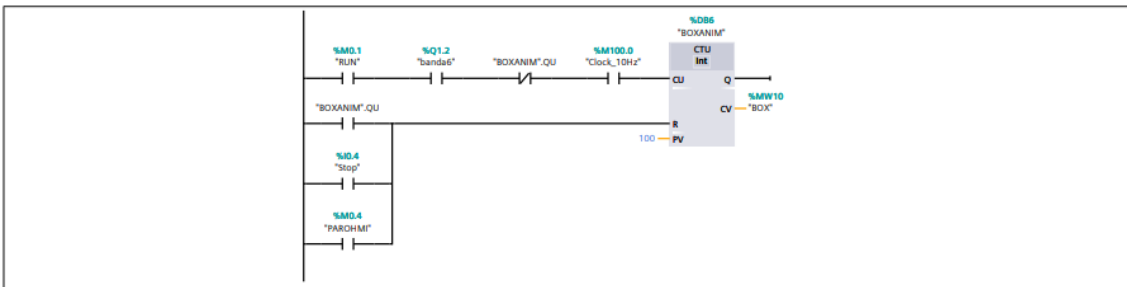 %DB6
"BOXANIM"
%M0.1
"RUN"
%Q1.2
"banda6"
"BOXANIM".QU
%M100.0
"Clock_10Hz"
CTU
Int
CU
Q
%MW10
CV
"BOX"
"BOXANIM".QU
R
100
PV
%I0.4
"Stop"
%M0.4
"PAROHMI"